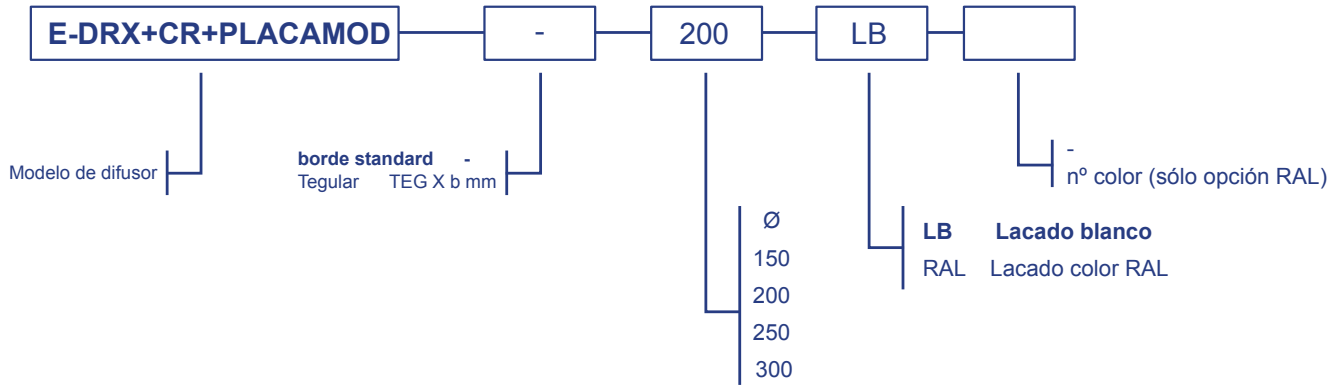 E-DRX+CR+PLACAMOD - 200 LB
Modelo de difusor
borde standard -
Tegular TEG X b mm
Ø
150
200
250
300
LB Lacado blanco
RAL Lacado color RAL
-
nº color (sólo opción RAL)